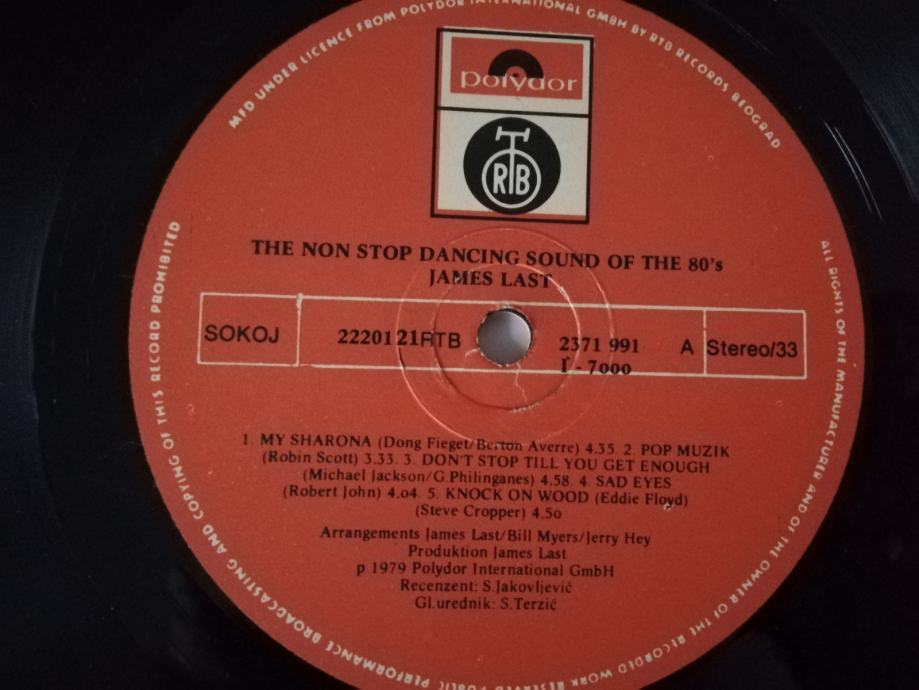 MFD UNDER LICENCE FROM POLYDOR INTERNATIONAL GMBH BY RTB RECORDS BEOGRAD
polydor
RTB
THE NON STOP DANCING SOUND OF THE 80's
JAMES LAST
SOKOJ 2220121 RTB 2371 991 A Stereo/33
I - 7000
1. MY SHARONA (Dong Fieget/Berton Averre) 4.35. 2. POP MUZIK
(Robin Scott) 3.33. 3. DON'T STOP TILL YOU GET ENOUGH
(Michael Jackson/G.Philinganes) 4.58. 4. SAD EYES
(Robert John) 4.04. 5. KNOCK ON WOOD (Eddie Floyd)
(Steve Cropper) 4.50
Arrangements James Last/Bill Myers/Jerry Hey
Produktion James Last
p 1979 Polydor International GmbH
Recenzent: S.Jakovljević
Gl.urednik: S.Terzić
ALL RIGHTS OF THE MANUFACTURER AND OF THE OWNER OF THE RECORDED WORK RESERVED PUBLIC PERFORMANCE BROADCASTING AND COPYING OF THIS RECORD PROHIBITED